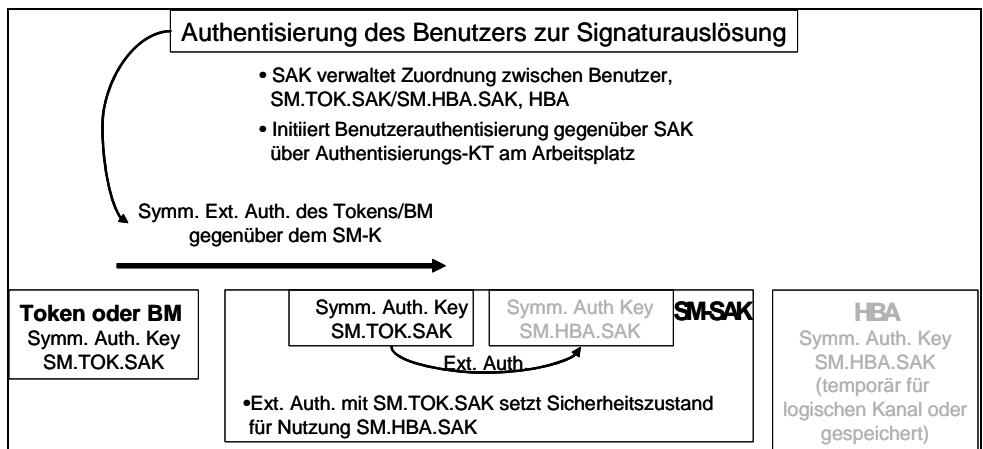 Authentisierung des Benutzers zur Signaturauslösung
• SAK verwaltet Zuordnung zwischen Benutzer,
SM.TOK.SAK/SM.HBA.SAK, HBA
• Initiiert Benutzerauthentisierung gegenüber SAK
über Authentisierungs-KT am Arbeitsplatz
Symm. Ext. Auth. des Tokens/BM
gegenüber dem SM-K
Token oder BM
Symm. Auth. Key
SM.TOK.SAK
Symm. Auth. Key
SM.TOK.SAK
Symm. Auth Key
SM.HBA.SAK
SM-SAK
Ext. Auth.
•Ext. Auth. mit SM.TOK.SAK setzt Sicherheitszustand
für Nutzung SM.HBA.SAK
HBA
Symm. Auth. Key
SM.HBA.SAK
(temporär für
logischen Kanal oder
gespeichert)